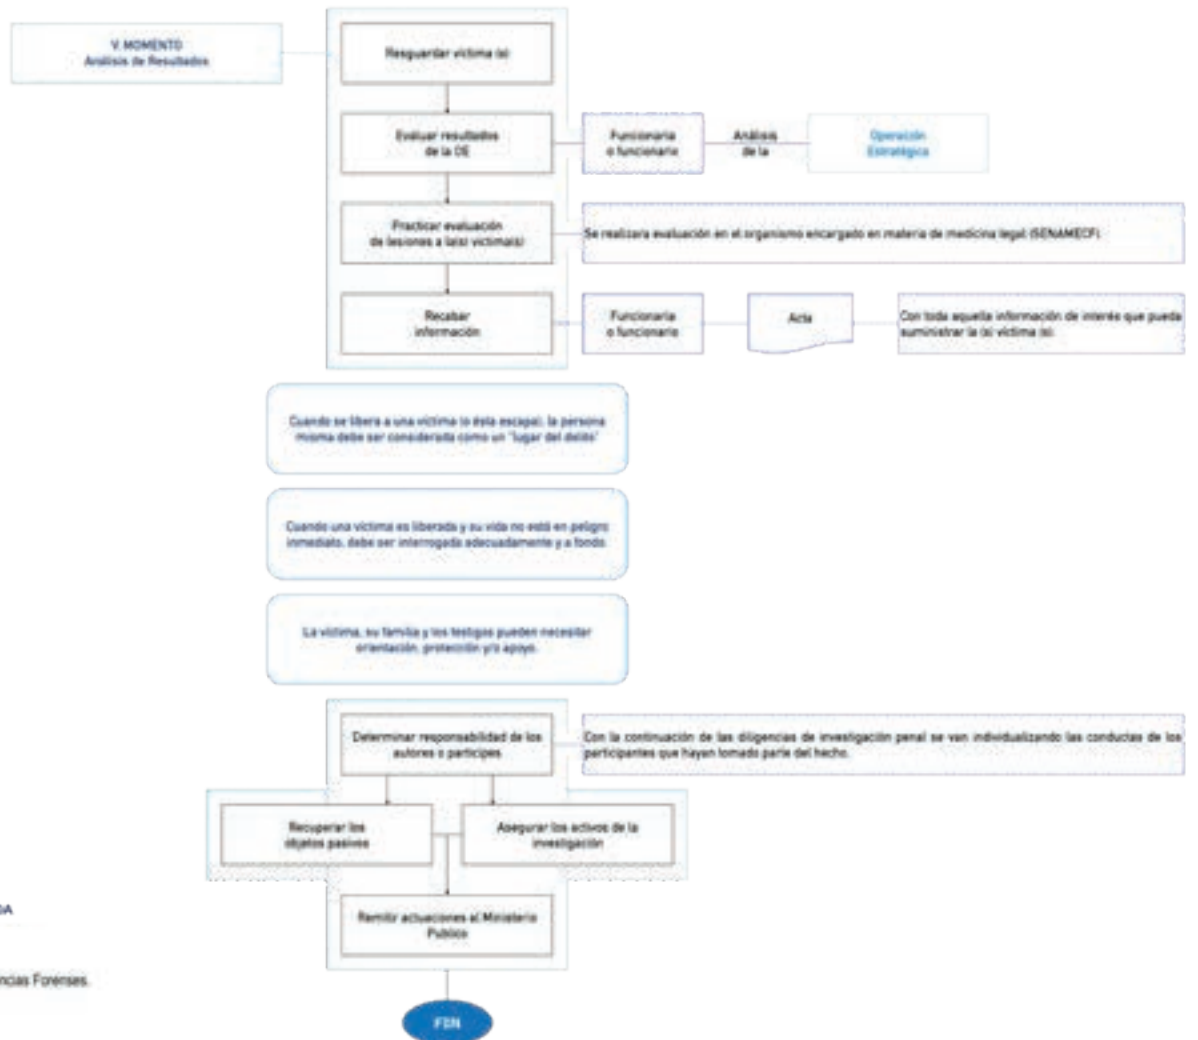 V. MOMENTO
Análisis de Resultados
Resguardar víctima (s)
Evaluar resultados
de la OE
Funcionaria
o funcionario
Análisis
de la
Operación
Estratégica
Practicar evaluación
de lesiones a la(s) víctima(s)
Se realizara evaluación en el organismo encargado en materia de medicina legal (SENAMECF).
Recabar
información
Funcionaria
o funcionario
Acta
Con toda aquella información de interés que pueda
suministrar la (s) víctima (s).
Cuando se libera a una víctima (o ésta escapa), la persona
misma debe ser considerada como un "lugar del delito"
Cuando una víctima es liberada y su vida no está en peligro
inmediato, debe ser interrogada adecuadamente y a fondo.
La víctima, su familia y los testigos pueden necesitar
orientación, protección y/o apoyo.
Determinar responsabilidad de los
autores o participes
Con la continuación de las diligencias de investigación penal se van individualizando las conductas de los
participantes que hayan tomado parte del hecho.
Recuperar los
objetos pasivos
Asegurar los activos de la
investigación
Remitir actuaciones al Ministerio
Publico
ncias Forenses.
FIN